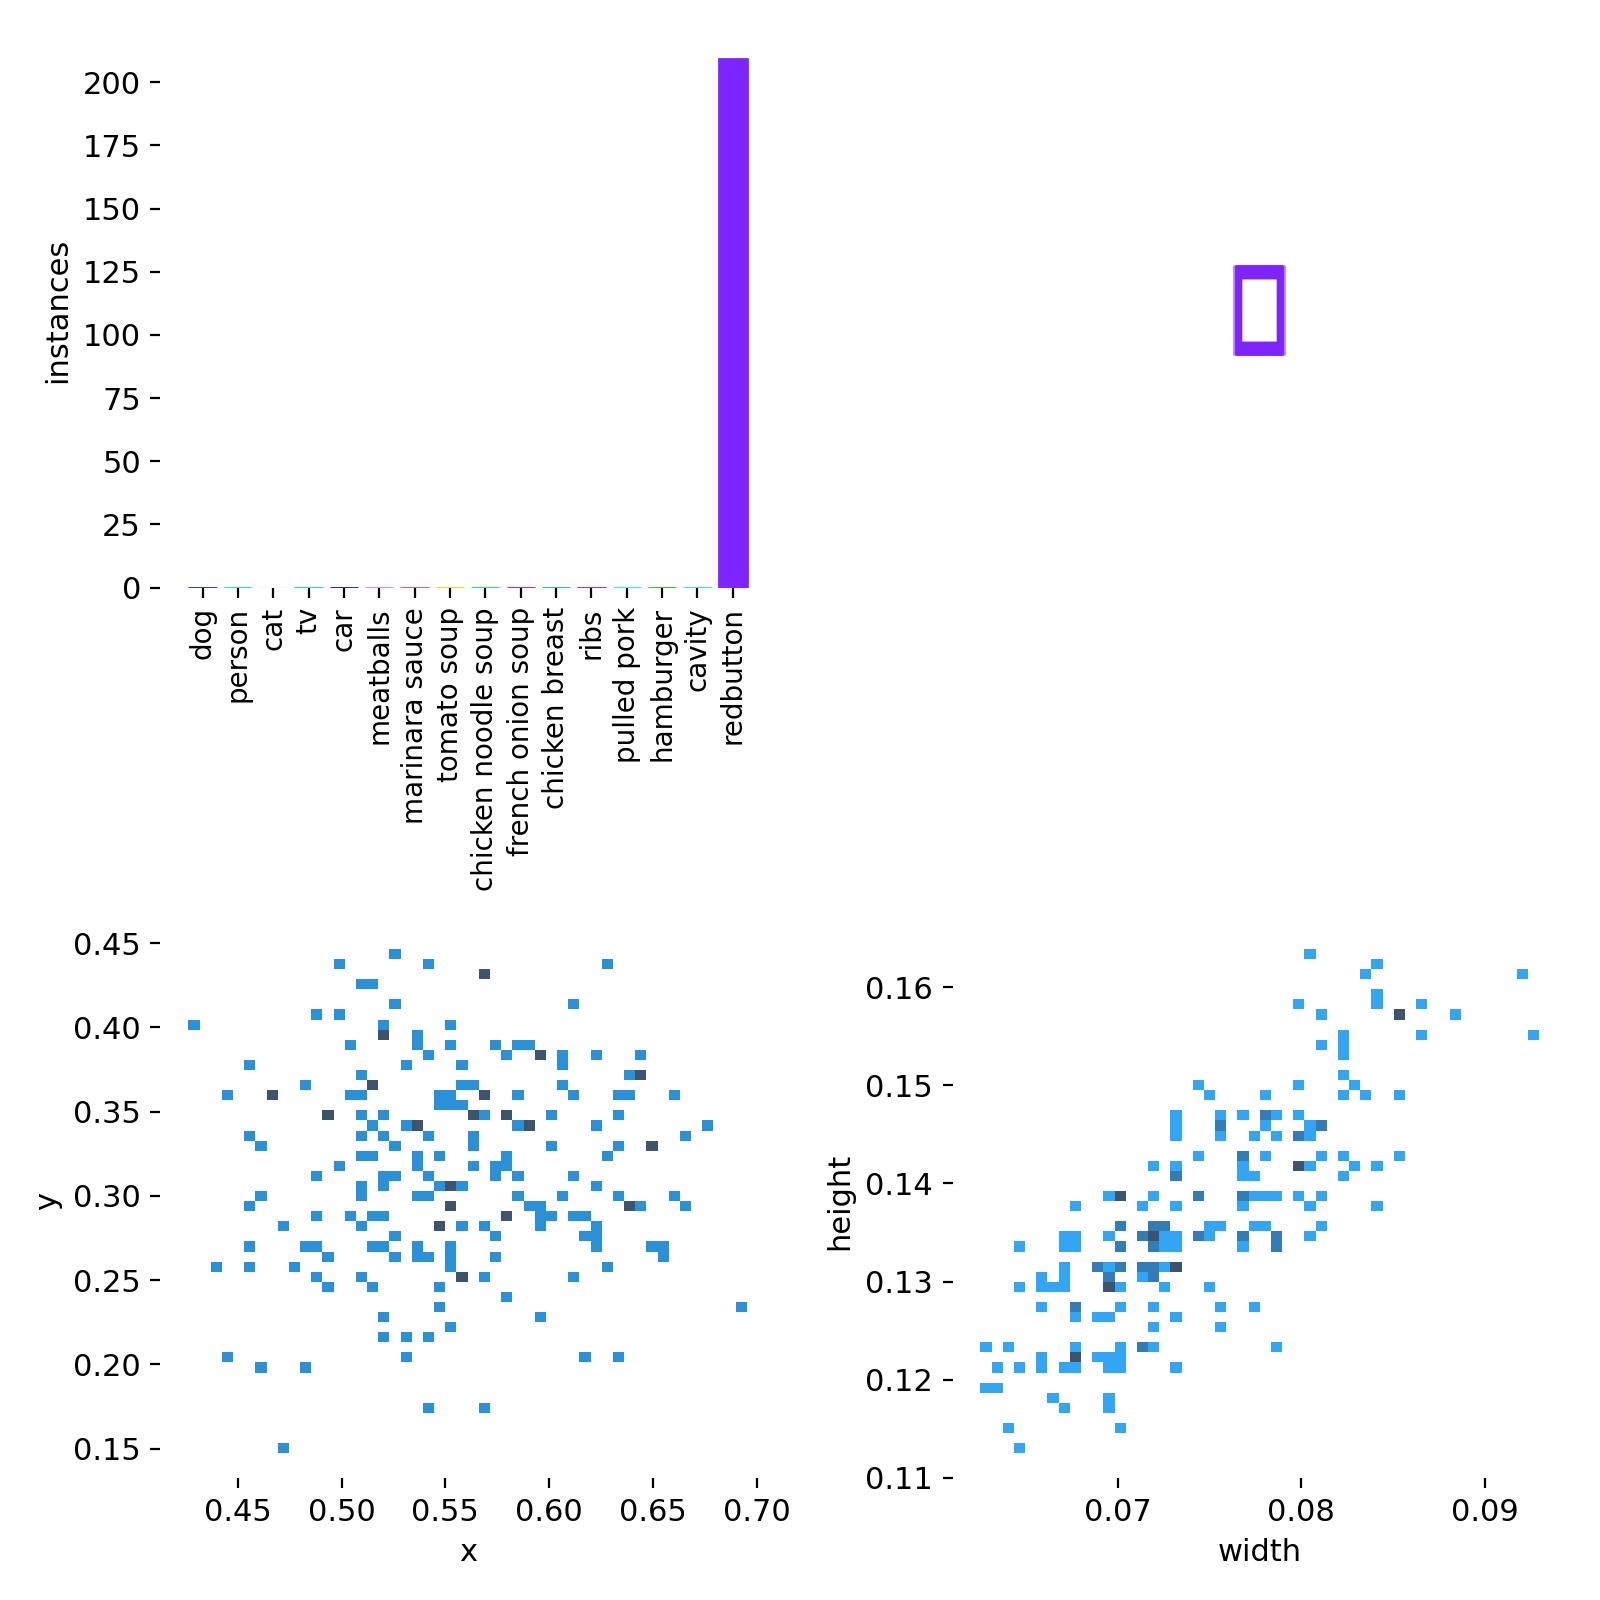 200
175
150
125
100
75
50
25
0
instances
dog
person
cat
tv
car
meatballs
marinara sauce
tomato soup
chicken noodle soup
french onion soup
chicken breast
ribs
pulled pork
hamburger
cavity
redbutton
0.45
0.40
0.35
0.30
0.25
0.20
0.15
y
0.45 0.50 0.55 0.60 0.65 0.70
x
0.16
0.15
0.14
0.13
0.12
0.11
height
0.07 0.08 0.09
width